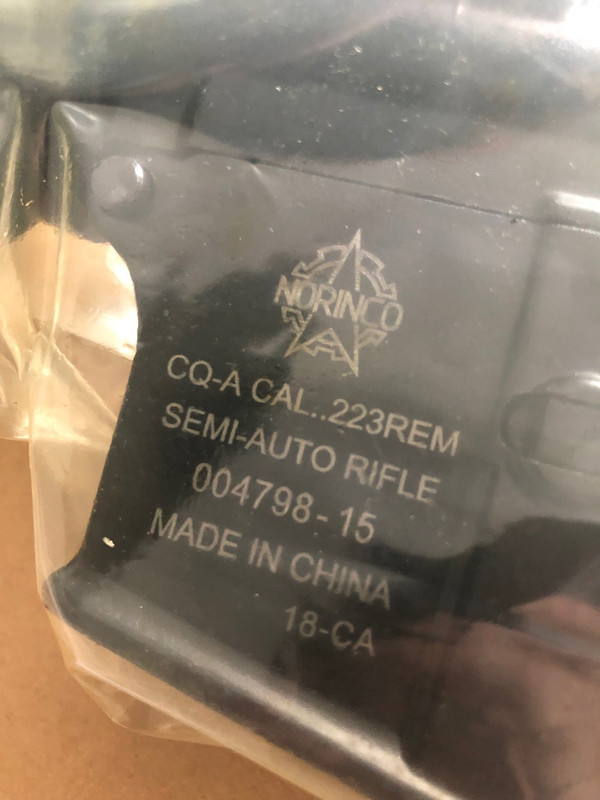 NORINCO
CQ-A CAL..223REM
SEMI-AUTO RIFLE
004798-15
MADE IN CHINA
18-CA